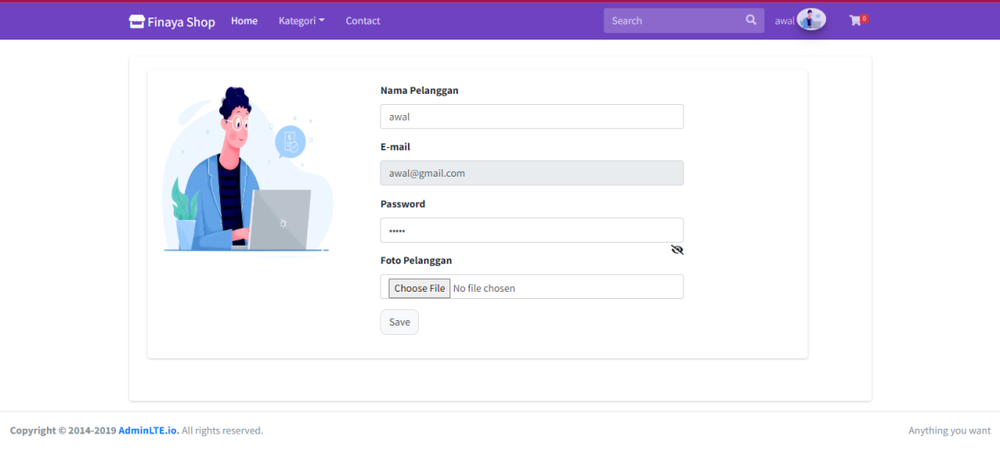 Finaya Shop Home Kategori Contact Search awal 0
Nama Pelanggan
awal
E-mail
awal@gmail.com
Password
•••••
Foto Pelanggan
Choose File No file chosen
Save
Copyright © 2014-2019 AdminLTE.io. All rights reserved. Anything you want